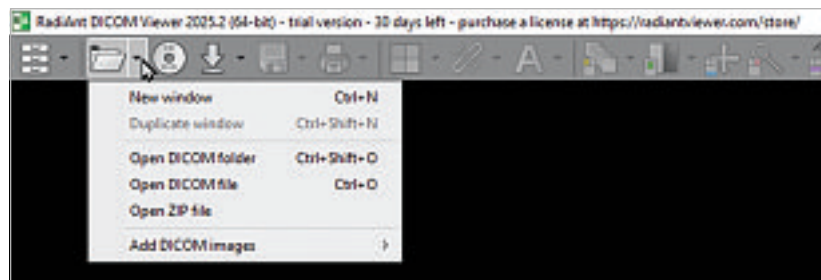 RadiAnt DICOM Viewer 2025.2 (64-bit) - trial version - 30 days left - purchase a license at https://radiantviewer.com/store/
A
New window Ctrl+N
Duplicate window Ctrl+Shift+N
Open DICOM folder Ctrl+Shift+O
Open DICOM file Ctrl+O
Open ZIP file
Add DICOM images